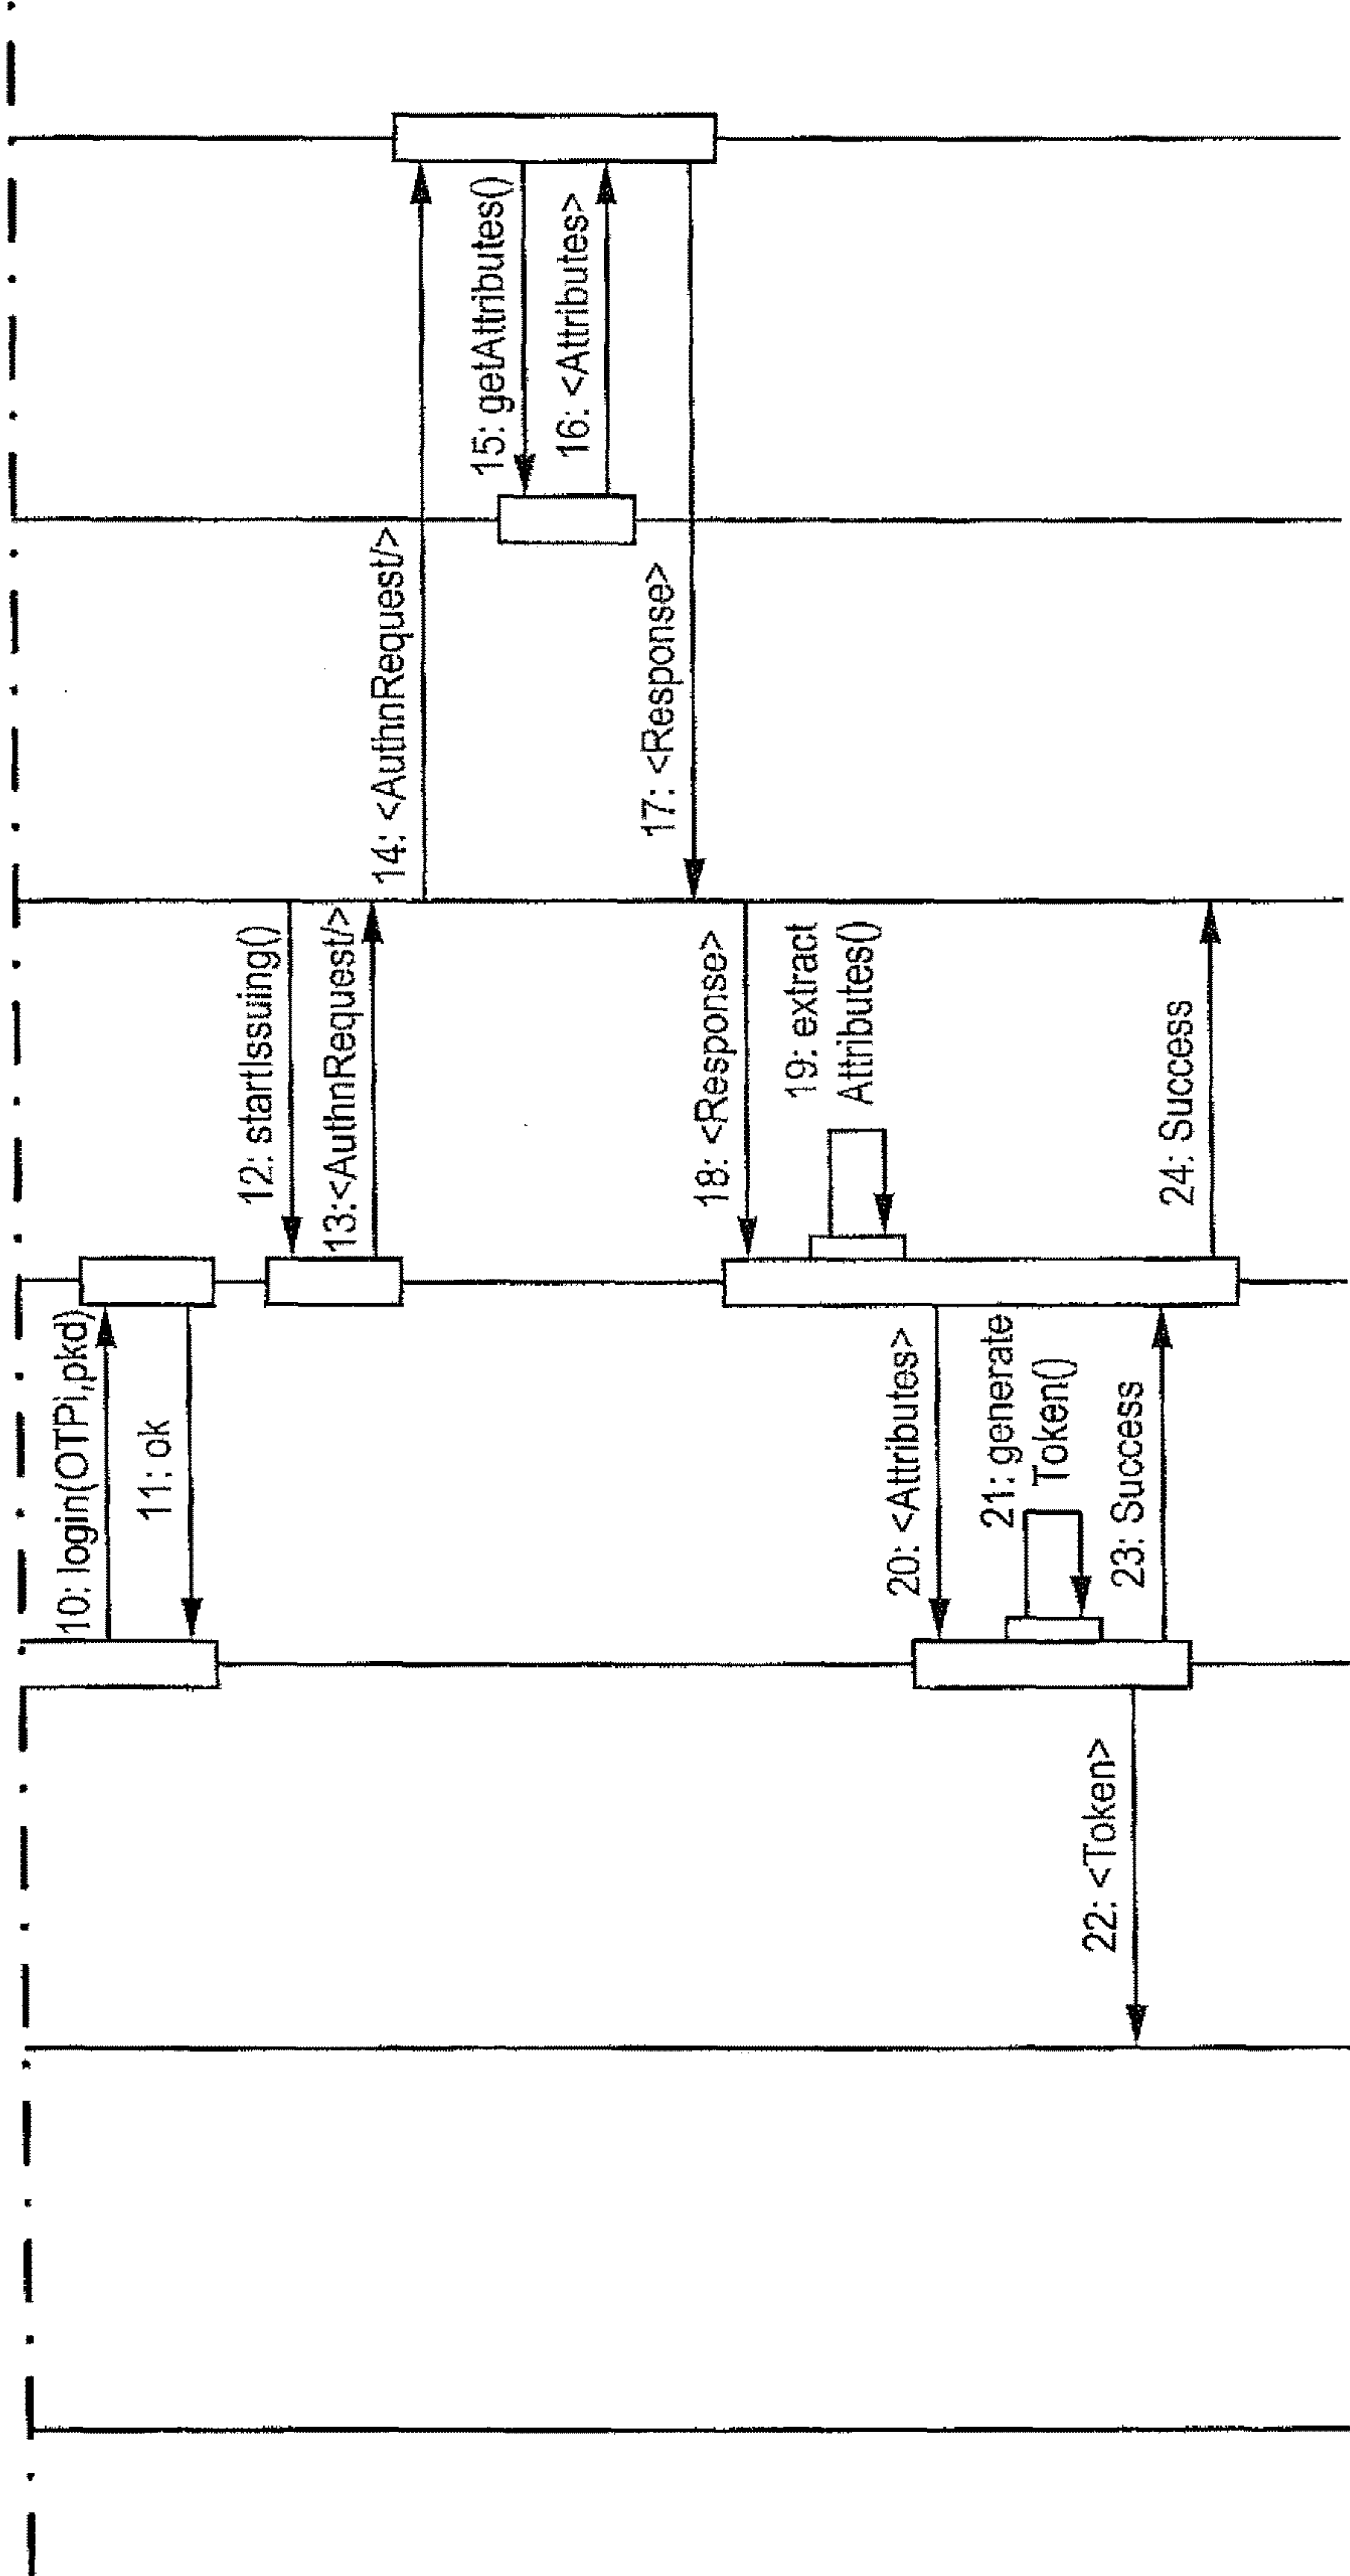 10: login(OTPi,pkd)
11: ok
12: startIssuing()
13:<AuthnRequest/>
14: <AuthnRequest/>
15: getAttributes()
16: <Attributes>
17: <Response>
18: <Response>
19: extract
Attributes()
20: <Attributes>
21: generate
Token()
22: <Token>
23: Success
24: Success